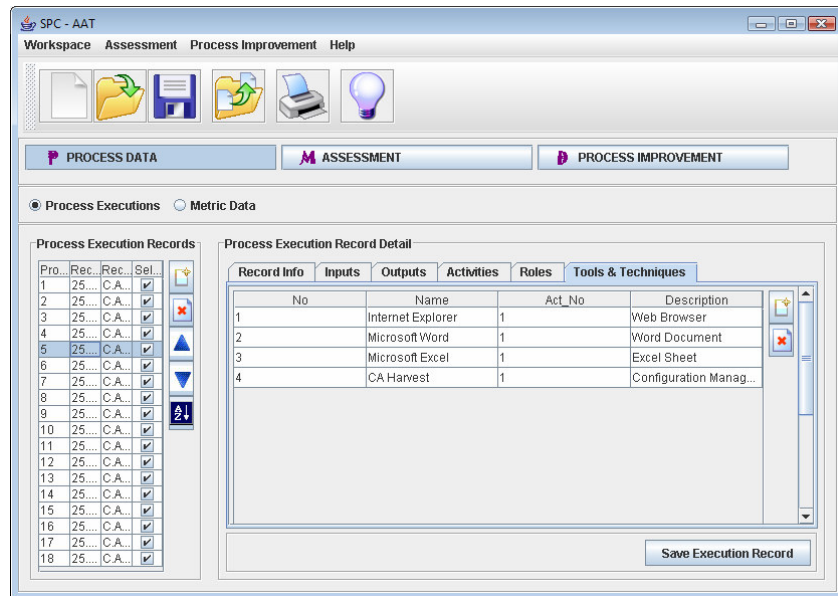 SPC - AAT
Workspace Assessment Process Improvement Help
P PROCESS DATA M ASSESSMENT PROCESS IMPROVEMENT
Process Executions Metric Data
Process Execution Records Process Execution Record Detail
Record Info Inputs Outputs Activities Roles Tools & Techniques
Pro... Rec... Rec... Sel...
No Name Act_No Description
1 25.... C.A...
2 25.... C.A...
3 25.... C.A...
4 25.... C.A...
5 25.... C.A...
6 25.... C.A...
7 25.... C.A...
8 25.... C.A...
9 25.... C.A...
10 25.... C.A...
11 25.... C.A...
12 25.... C.A...
13 25.... C.A...
14 25.... C.A...
15 25.... C.A...
16 25.... C.A...
17 25.... C.A...
18 25.... C.A...
A
Z
1 Internet Explorer 1 Web Browser
2 Microsoft Word 1 Word Document
3 Microsoft Excel 1 Excel Sheet
4 CA Harvest 1 Configuration Manag...
Save Execution Record